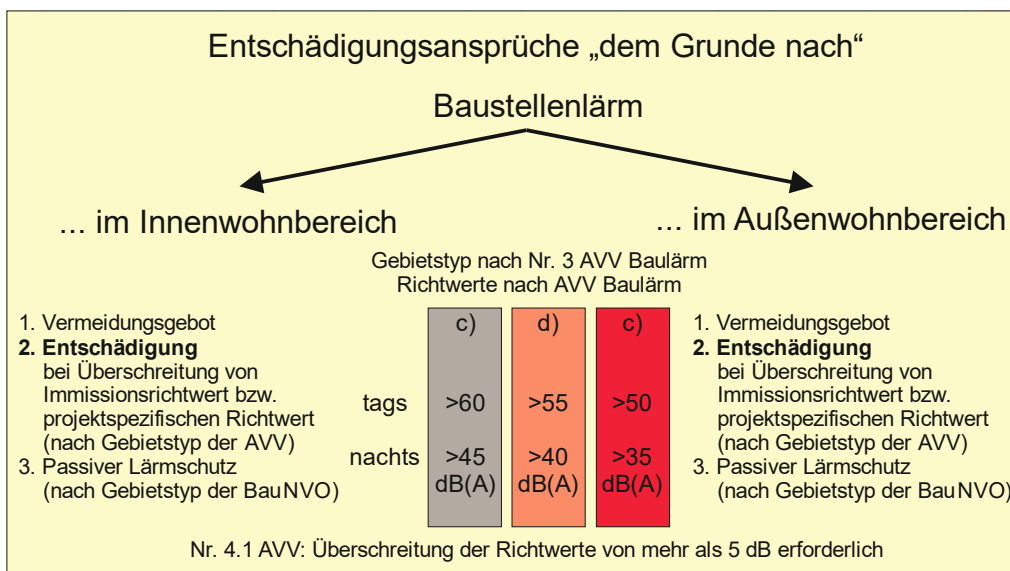 Entschädigungsansprüche „dem Grunde nach“
Baustellenlärm
... im Innenwohnbereich
... im Außenwohnbereich
Gebietstyp nach Nr. 3 AVV Baulärm
Richtwerte nach AVV Baulärm
1. Vermeidungsgebot
2. Entschädigung
bei Überschreitung von
Immissionsrichtwert bzw.
projektspezifischen Richtwert
(nach Gebietstyp der AVV)
3. Passiver Lärmschutz
(nach Gebietstyp der BauNVO)
c) d) c)
tags >60 >55 >50
nachts >45 >40 >35
dB(A) dB(A) dB(A)
1. Vermeidungsgebot
2. Entschädigung
bei Überschreitung von
Immissionsrichtwert bzw.
projektspezifischen Richtwert
(nach Gebietstyp der AVV)
3. Passiver Lärmschutz
(nach Gebietstyp der BauNVO)
Nr. 4.1 AVV: Überschreitung der Richtwerte von mehr als 5 dB erforderlich